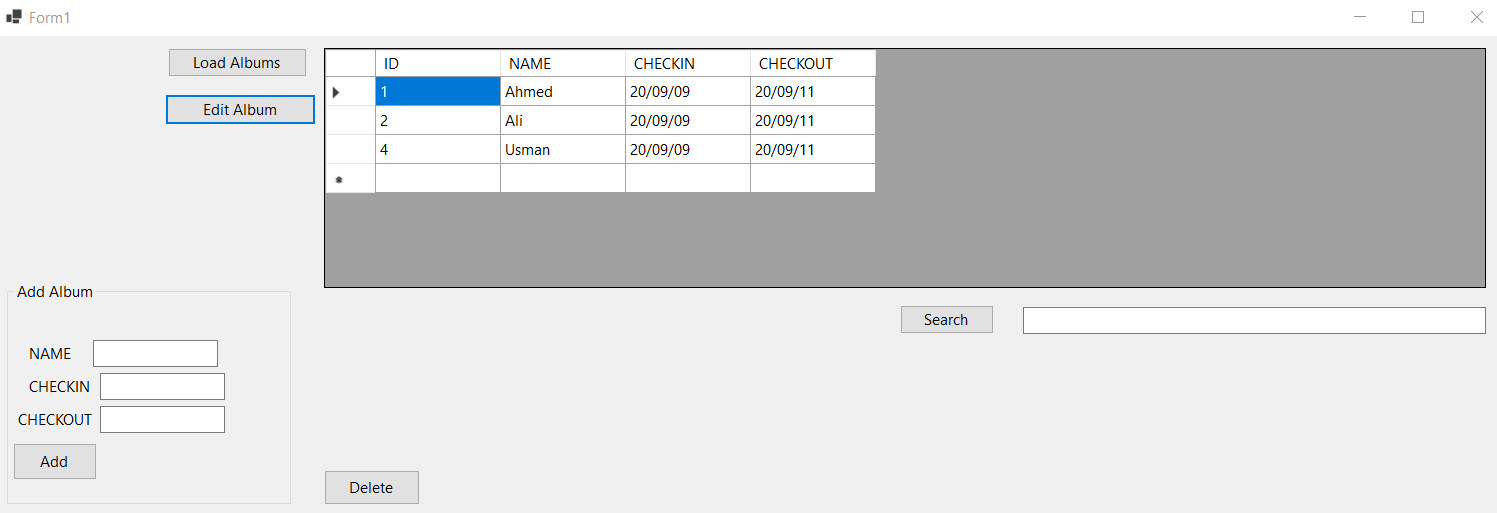 Form1
Load Albums
Edit Album
ID NAME CHECKIN CHECKOUT
1 Ahmed 20/09/09 20/09/11
2 Ali 20/09/09 20/09/11
4 Usman 20/09/09 20/09/11
Add Album
NAME
CHECKIN
CHECKOUT
Add
Search
Delete